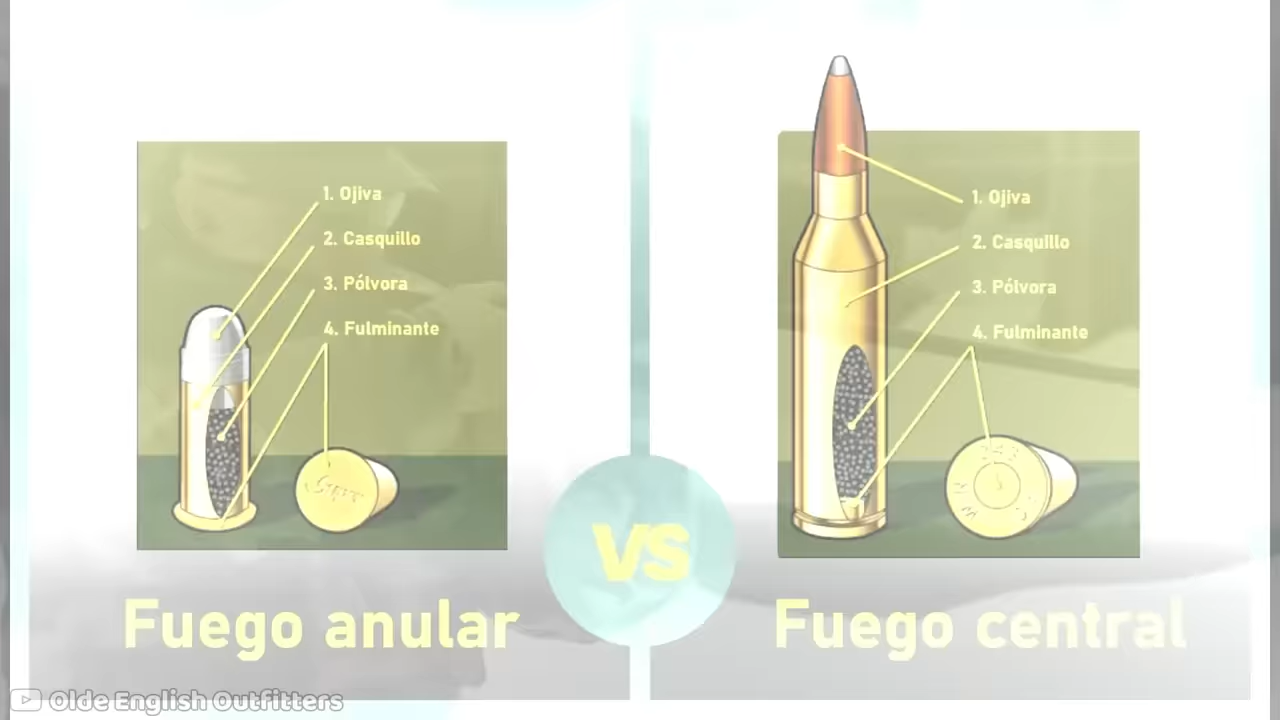 1. Ojiva
2. Casquillo
3. Pólvora
4. Fulminante
1. Ojiva
2. Casquillo
3. Pólvora
4. Fulminante
VS
Fuego anular
Fuego central
Olde English Outfitters